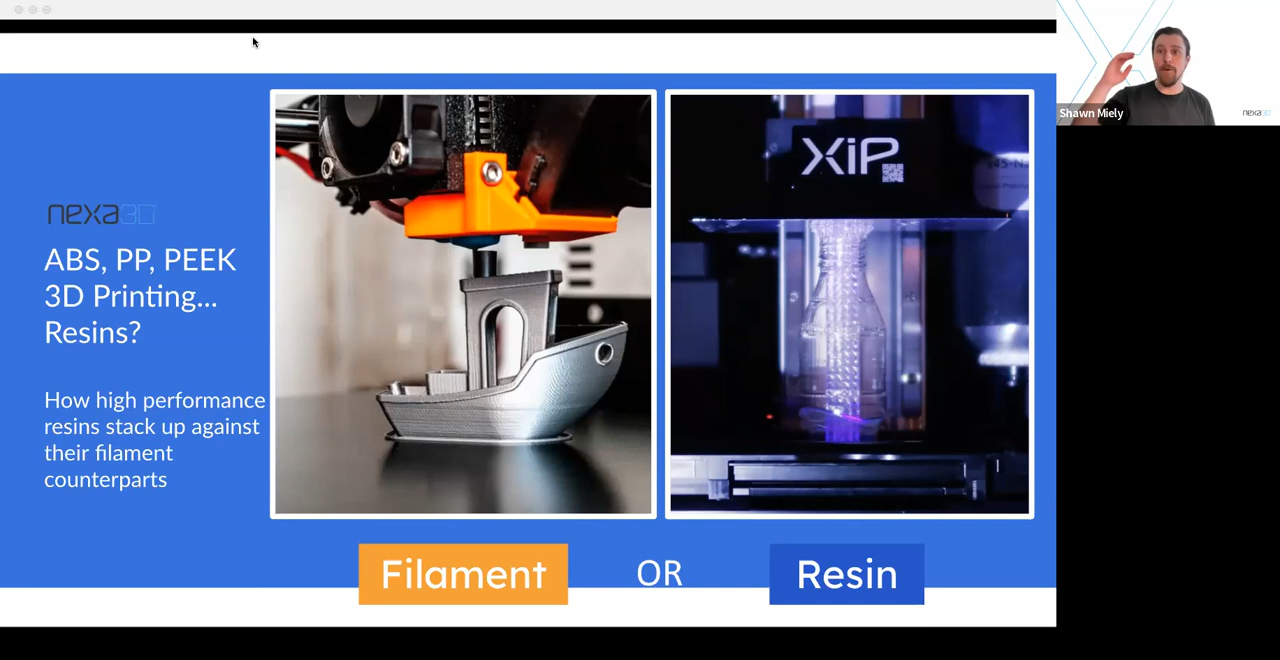 nexa3D
ABS, PP, PEEK
3D Printing...
Resins?
How high performance
resins stack up against
their filament
counterparts
XiP
Filament
OR
Resin
Shawn Miely
nexa3D